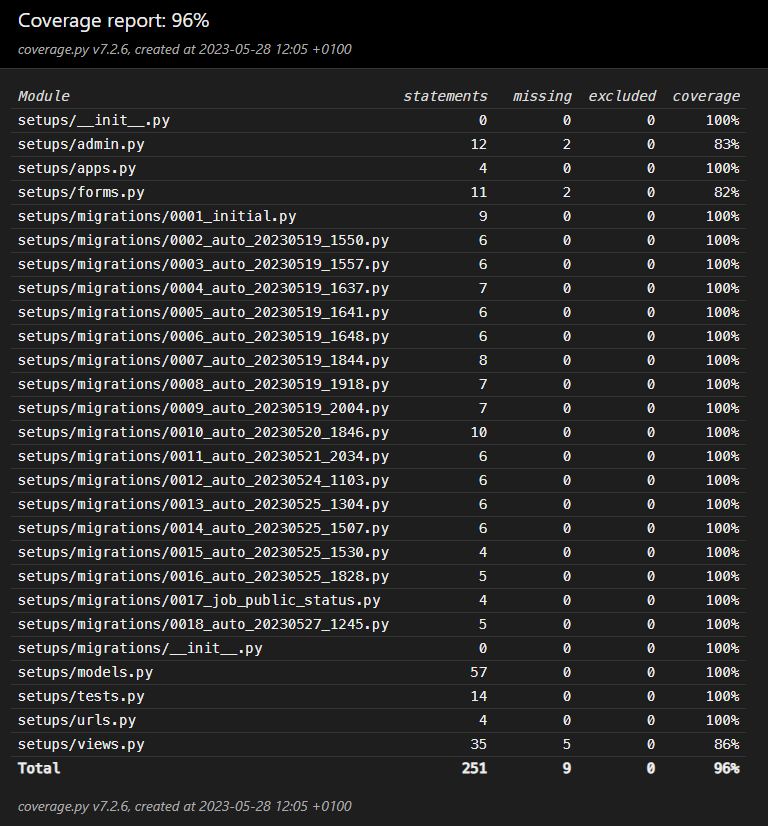 Coverage report: 96%
coverage.py v7.2.6, created at 2023-05-28 12:05 +0100
Module statements missing excluded coverage
setups/__init__.py 0 0 0 100%
setups/admin.py 12 2 0 83%
setups/apps.py 4 0 0 100%
setups/forms.py 11 2 0 82%
setups/migrations/0001_initial.py 9 0 0 100%
setups/migrations/0002_auto_20230519_1550.py 6 0 0 100%
setups/migrations/0003_auto_20230519_1557.py 6 0 0 100%
setups/migrations/0004_auto_20230519_1637.py 7 0 0 100%
setups/migrations/0005_auto_20230519_1641.py 6 0 0 100%
setups/migrations/0006_auto_20230519_1648.py 6 0 0 100%
setups/migrations/0007_auto_20230519_1844.py 8 0 0 100%
setups/migrations/0008_auto_20230519_1918.py 7 0 0 100%
setups/migrations/0009_auto_20230519_2004.py 7 0 0 100%
setups/migrations/0010_auto_20230520_1846.py 10 0 0 100%
setups/migrations/0011_auto_20230521_2034.py 6 0 0 100%
setups/migrations/0012_auto_20230524_1103.py 6 0 0 100%
setups/migrations/0013_auto_20230525_1304.py 6 0 0 100%
setups/migrations/0014_auto_20230525_1507.py 6 0 0 100%
setups/migrations/0015_auto_20230525_1530.py 4 0 0 100%
setups/migrations/0016_auto_20230525_1828.py 5 0 0 100%
setups/migrations/0017_job_public_status.py 4 0 0 100%
setups/migrations/0018_auto_20230527_1245.py 5 0 0 100%
setups/migrations/__init__.py 0 0 0 100%
setups/models.py 57 0 0 100%
setups/tests.py 14 0 0 100%
setups/urls.py 4 0 0 100%
setups/views.py 35 5 0 86%
Total 251 9 0 96%
coverage.py v7.2.6, created at 2023-05-28 12:05 +0100